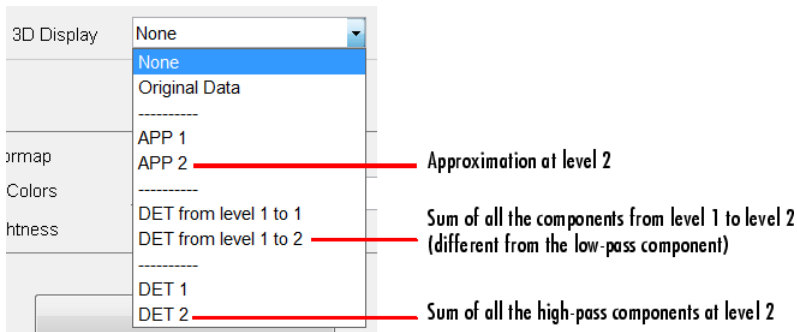 3D Display None
None
Original Data
----------
APP 1
APP 2 Approximation at level 2
----------
DET from level 1 to 1
DET from level 1 to 2 Sum of all the components from level 1 to level 2
(different from the low-pass component)
----------
DET 1
DET 2 Sum of all the high-pass components at level 2
ormap
Colors
htness